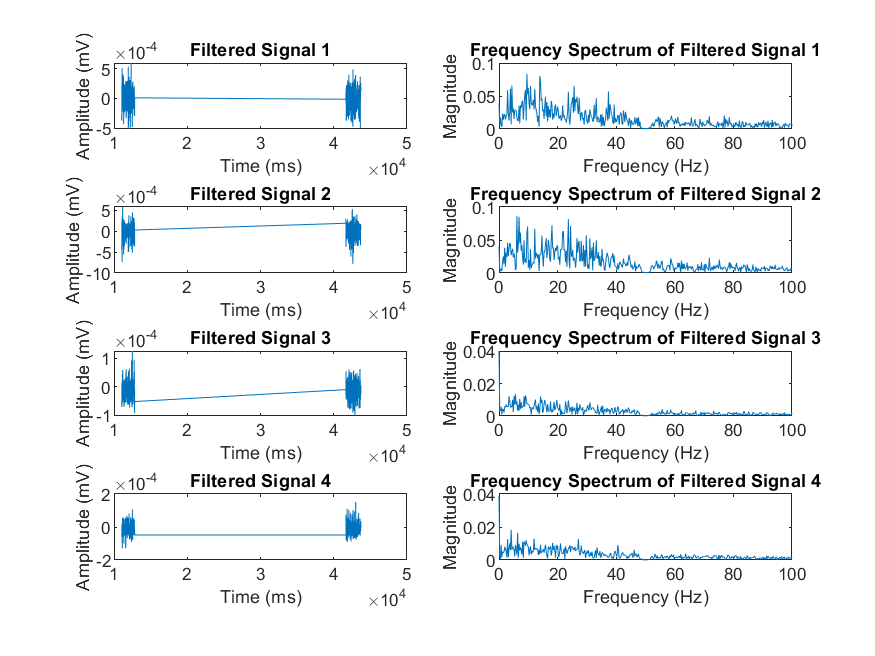 Filtered Signal 1
×10-4
Amplitude (mV)
5
0
-5
1 2 3 4 5
Time (ms)
×104
Frequency Spectrum of Filtered Signal 1
Magnitude
0.1
0.05
0
0 20 40 60 80 100
Frequency (Hz)
Filtered Signal 2
×10-4
Amplitude (mV)
5
0
-5
-10
1 2 3 4 5
Time (ms)
×104
Frequency Spectrum of Filtered Signal 2
Magnitude
0.1
0.05
0
0 20 40 60 80 100
Frequency (Hz)
Filtered Signal 3
×10-4
Amplitude (mV)
1
0
-1
1 2 3 4 5
Time (ms)
×104
Frequency Spectrum of Filtered Signal 3
Magnitude
0.04
0.02
0
0 20 40 60 80 100
Frequency (Hz)
Filtered Signal 4
×10-4
Amplitude (mV)
2
0
-2
1 2 3 4 5
Time (ms)
×104
Frequency Spectrum of Filtered Signal 4
Magnitude
0.04
0.02
0
0 20 40 60 80 100
Frequency (Hz)